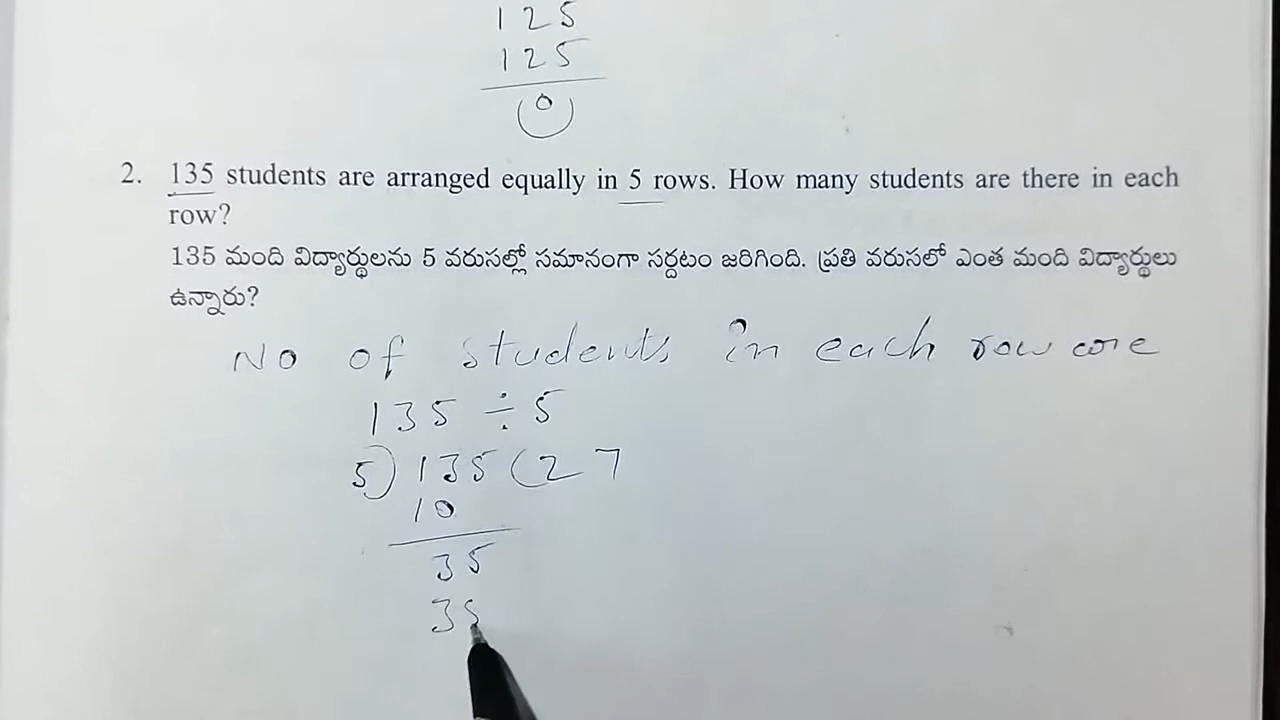 125
125
0
2. 135 students are arranged equally in 5 rows. How many students are there in each
row?
135 మంది విద్యార్థులను 5 వరుసల్లో సమానంగా సర్దటం జరిగింది. ప్రతి వరుసలో ఎంత మంది విద్యార్థులు
ఉన్నారు?
No of students in each row are
135 ÷ 5
5) 135 (27
10
35
35